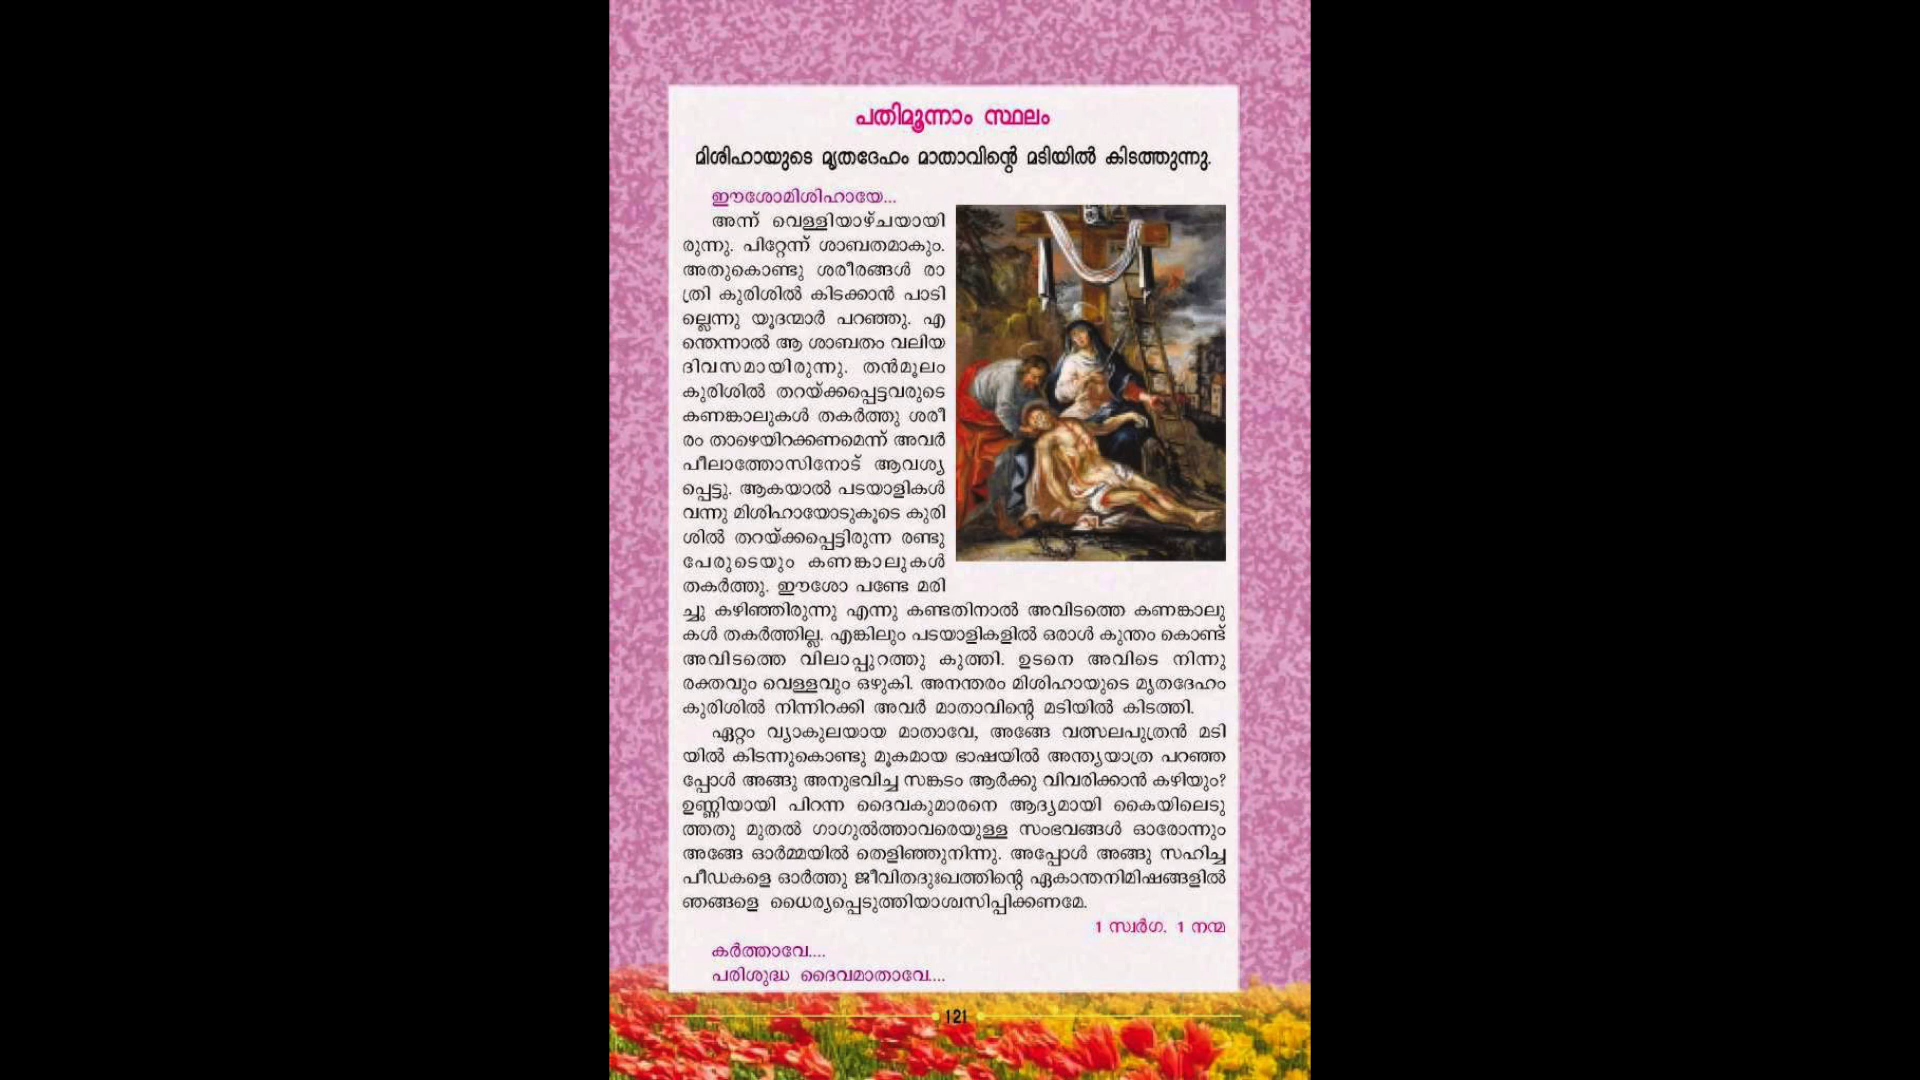 പതിമൂന്നാം സ്ഥലം
മിശിഹായുടെ മൃതദേഹം മാതാവിന്റെ മടിയിൽ കിടത്തുന്നു.
ഈശോമിശിഹായേ...
അന്ന് വെള്ളിയാഴ്ചയായി
രുന്നു. പിറ്റേന്ന് ശാബതമാകും.
അതുകൊണ്ടു ശരീരങ്ങൾ രാ
ത്രി കുരിശിൽ കിടക്കാൻ പാടി
ല്ലെന്നു യൂദന്മാർ പറഞ്ഞു. എ
ന്തെന്നാൽ ആ ശാബതം വലിയ
ദിവസമായിരുന്നു. തൻമൂലം
കുരിശിൽ തറയ്ക്കപ്പെട്ടവരുടെ
കണങ്കാലുകൾ തകർത്തു ശരീ
രം താഴെയിറക്കണമെന്ന് അവർ
പീലാത്തോസിനോട് ആവശ്യ
പ്പെട്ടു. ആകയാൽ പടയാളികൾ
വന്നു മിശിഹായോടുകൂടെ കുരി
ശിൽ തറയ്ക്കപ്പെട്ടിരുന്ന രണ്ടു
പേരുടെയും കണങ്കാലുകൾ
തകർത്തു. ഈശോ പണ്ടേ മരി
ച്ചു കഴിഞ്ഞിരുന്നു എന്നു കണ്ടതിനാൽ അവിടത്തെ കണങ്കാലു
കൾ തകർത്തില്ല. എങ്കിലും പടയാളികളിൽ ഒരാൾ കുന്തം കൊണ്ട്
അവിടത്തെ വിലാപ്പുറത്തു കുത്തി. ഉടനെ അവിടെ നിന്നു
രക്തവും വെള്ളവും ഒഴുകി. അനന്തരം മിശിഹായുടെ മൃതദേഹം
കുരിശിൽ നിന്നിറക്കി അവർ മാതാവിന്റെ മടിയിൽ കിടത്തി.
ഏറ്റം വ്യാകുലയായ മാതാവേ, അങ്ങേ വത്സലപുത്രൻ മടി
യിൽ കിടന്നുകൊണ്ടു മൂകമായ ഭാഷയിൽ അന്ത്യയാത്ര പറഞ്ഞ
പ്പോൾ അങ്ങു അനുഭവിച്ച സങ്കടം ആർക്കു വിവരിക്കാൻ കഴിയും?
ഉണ്ണിയായി പിറന്ന ദൈവകുമാരനെ ആദ്യമായി കൈയിലെടു
ത്തതു മുതൽ ഗാഗുൽത്താവരെയുള്ള സംഭവങ്ങൾ ഓരോന്നും
അങ്ങേ ഓർമ്മയിൽ തെളിഞ്ഞുനിന്നു. അപ്പോൾ അങ്ങു സഹിച്ച
പീഡകളെ ഓർത്തു ജീവിതദുഃഖത്തിന്റെ ഏകാന്തനിമിഷങ്ങളിൽ
ഞങ്ങളെ ധൈര്യപ്പെടുത്തിയാശ്വസിപ്പിക്കണമേ.
1 സ്വർഗ. 1 നന്മ
കർത്താവേ....
പരിശുദ്ധ ദൈവമാതാവേ....
121